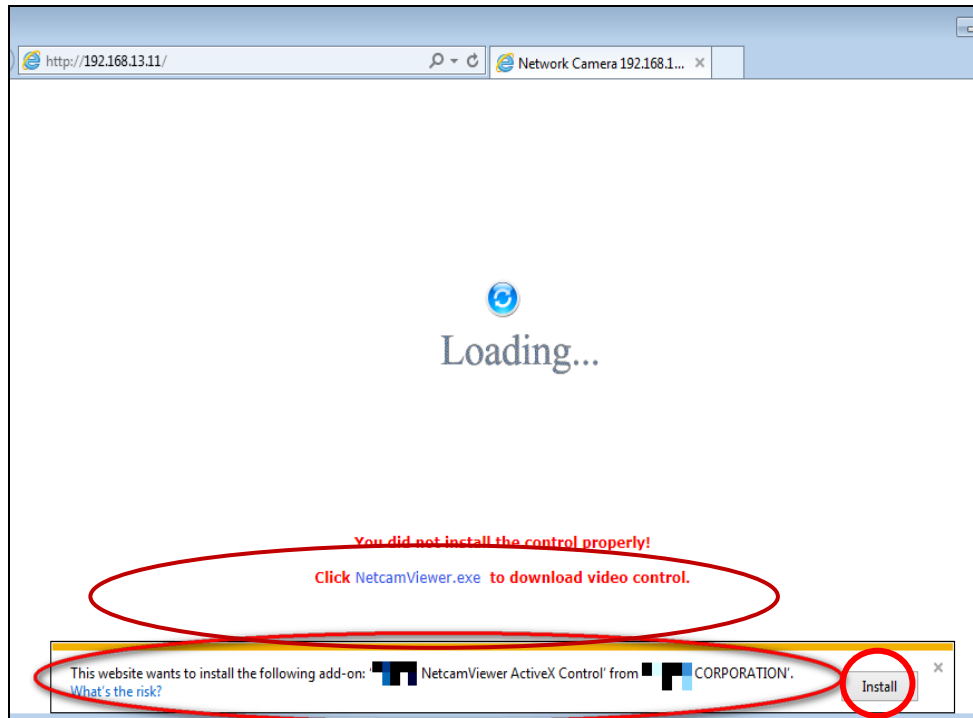 http://192.168.13.11/
Network Camera 192.168.1...
Loading...
You did not install the control properly!
Click NetcamViewer.exe to download video control.
This website wants to install the following add-on: ' NetcamViewer ActiveX Control' from CORPORATION'.
What's the risk?
Install